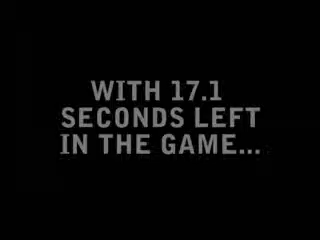 WITH 17.1
SECONDS LEFT
IN THE GAME...